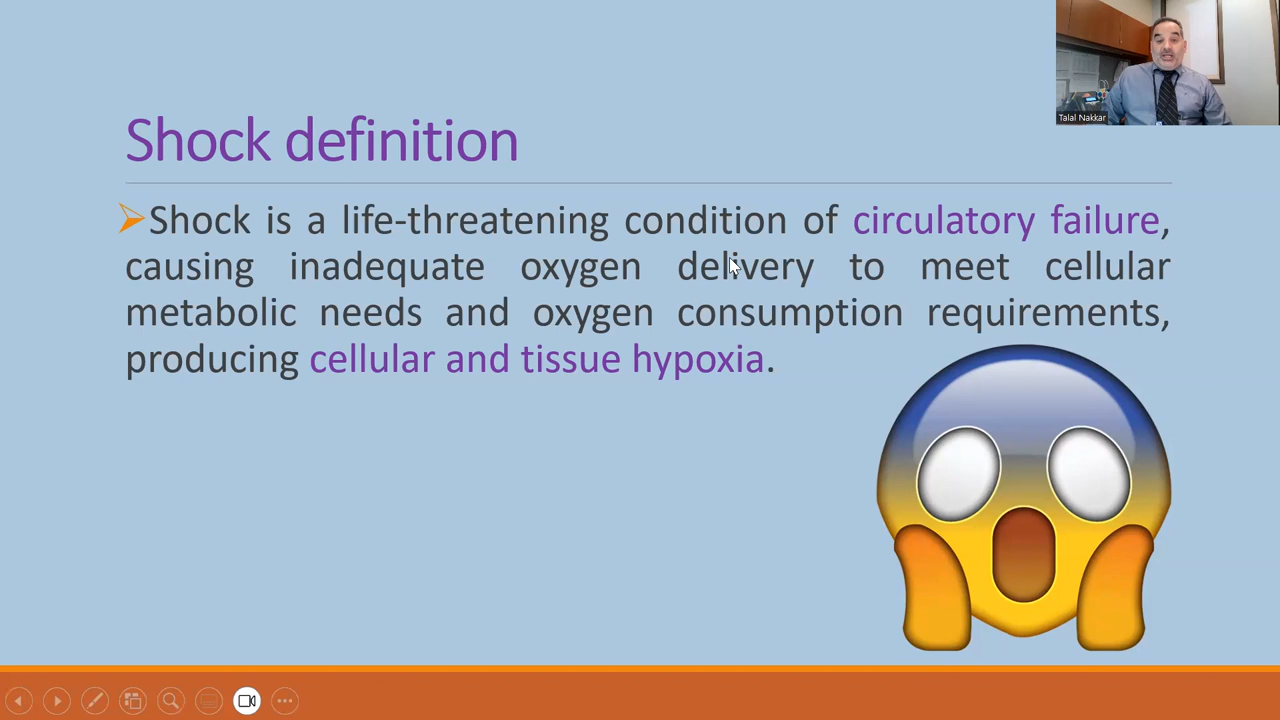 Talal Nakkar
Shock definition
Shock is a life-threatening condition of circulatory failure,
causing inadequate oxygen delivery to meet cellular
metabolic needs and oxygen consumption requirements,
producing cellular and tissue hypoxia.